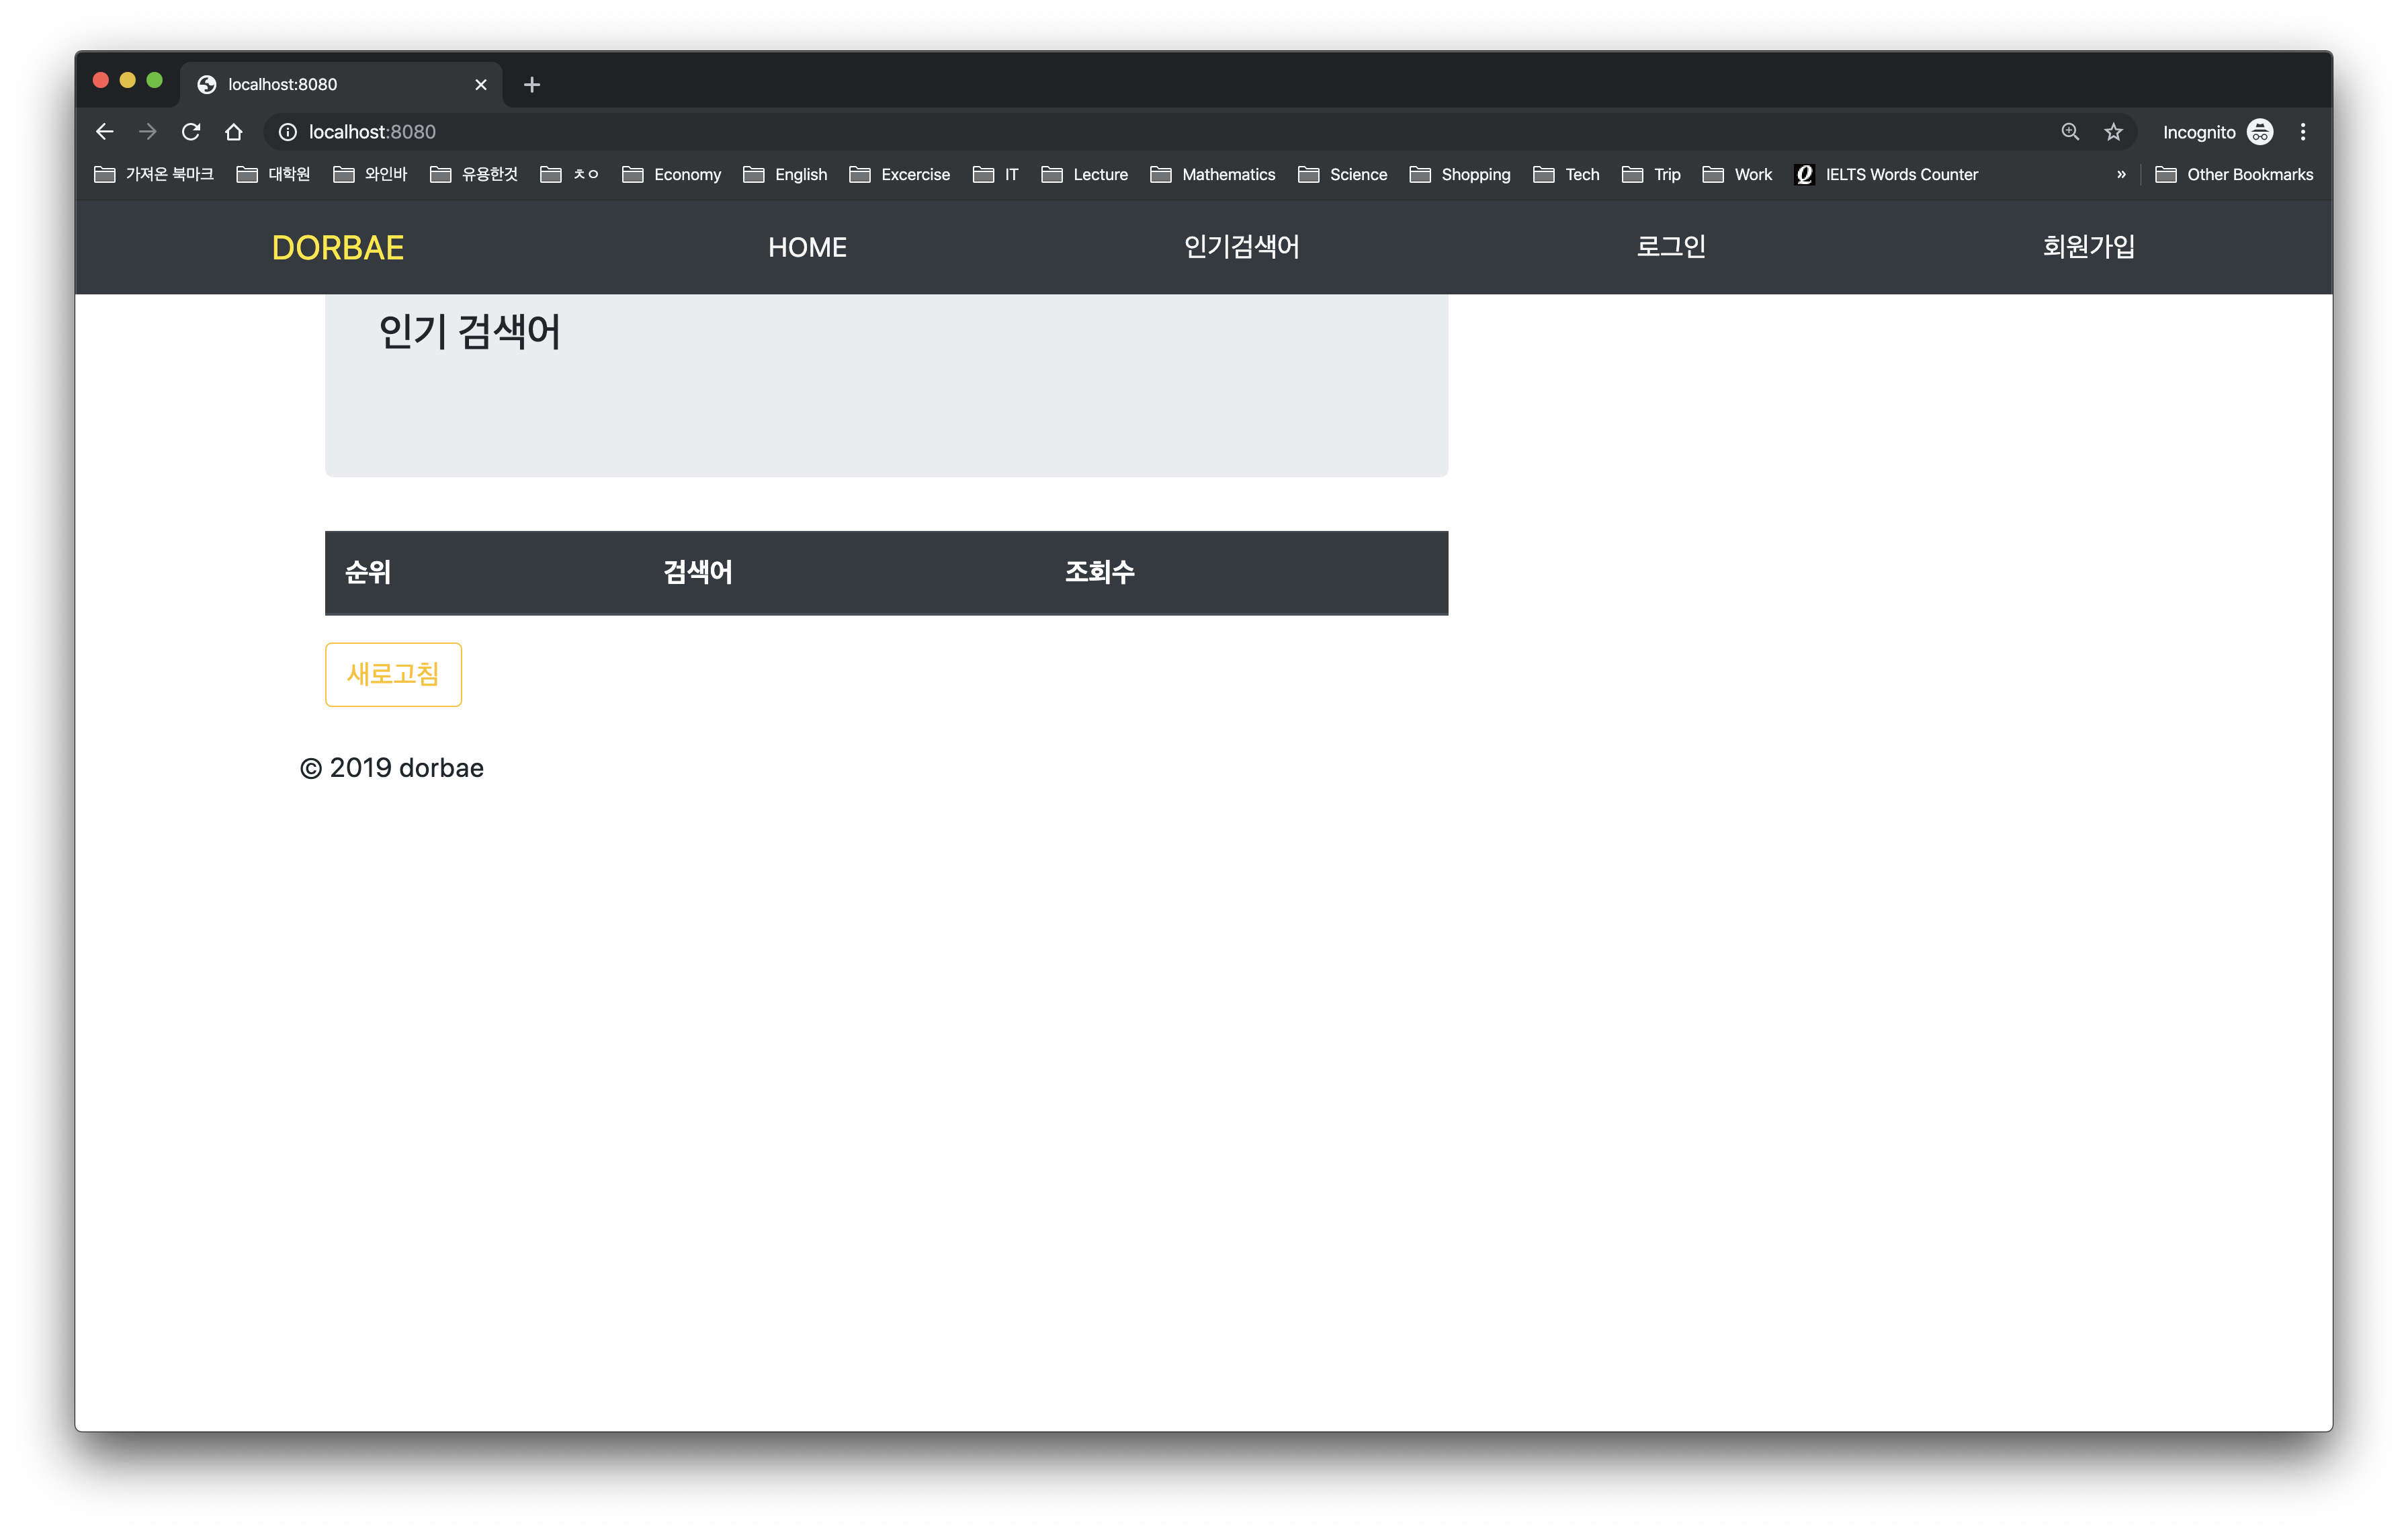 localhost:8080
localhost:8080 Incognito
가져온 북마크 대학원 와인바 유용한것 ㅊㅇ Economy English Excercise IT Lecture Mathematics Science Shopping Tech Trip Work IELTS Words Counter » Other Bookmarks
DORBAE HOME 인기검색어 로그인 회원가입
인기 검색어
순위 검색어 조회수
새로고침
© 2019 dorbae